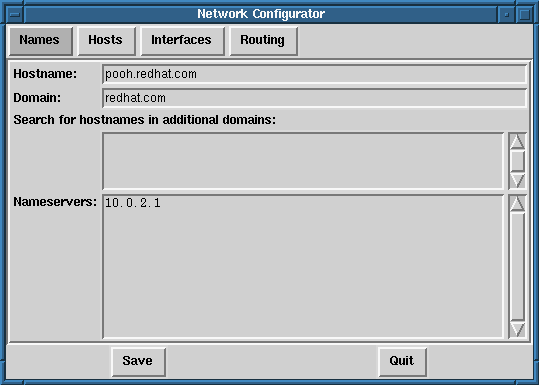 Network Configurator
Names Hosts Interfaces Routing
Hostname: pooh.redhat.com
Domain: redhat.com
Search for hostnames in additional domains:
Nameservers: 10.0.2.1
Save Quit